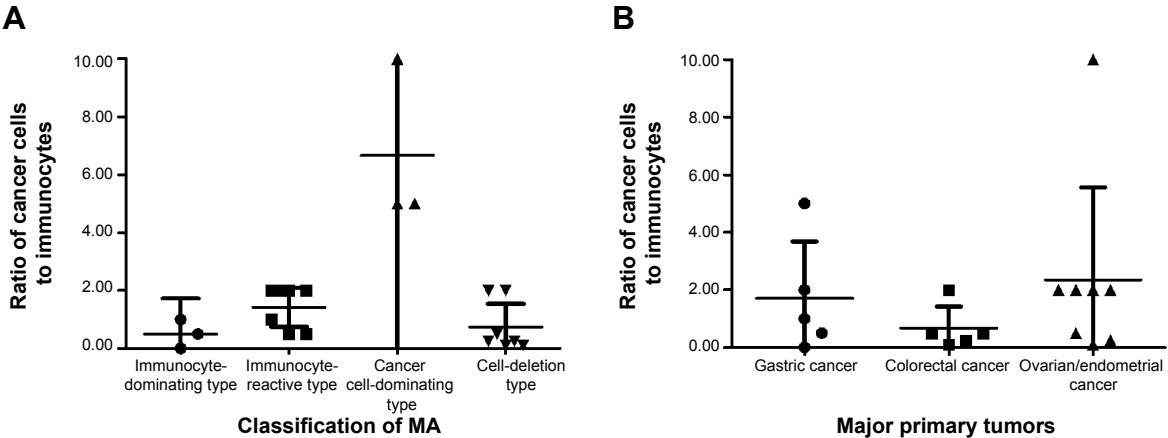 A
Ratio of cancer cells
to immunocytes
10.00
8.00
6.00
4.00
2.00
0.00
Immunocyte-
dominating type
Immunocyte-
reactive type
Cancer
cell-dominating
type
Cell-deletion
type
Classification of MA
B
Ratio of cancer cells
to immunocytes
10.00
8.00
6.00
4.00
2.00
0.00
Gastric cancer
Colorectal cancer
Ovarian/endometrial
cancer
Major primary tumors